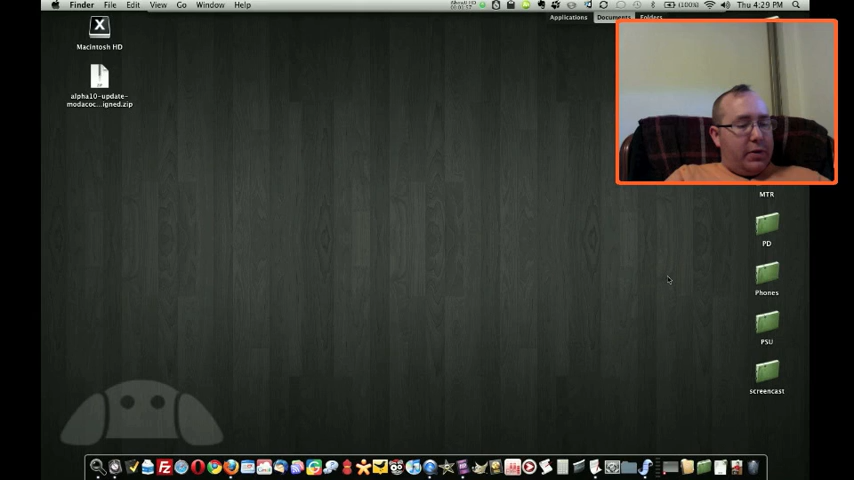 Finder File Edit View Go Window Help
(100%) Thu 4:29 PM
Applications Documents Folders
Macintosh HD
alpha10-update-
modacoc...igned.zip
MTR
PD
Phones
PSU
screencast